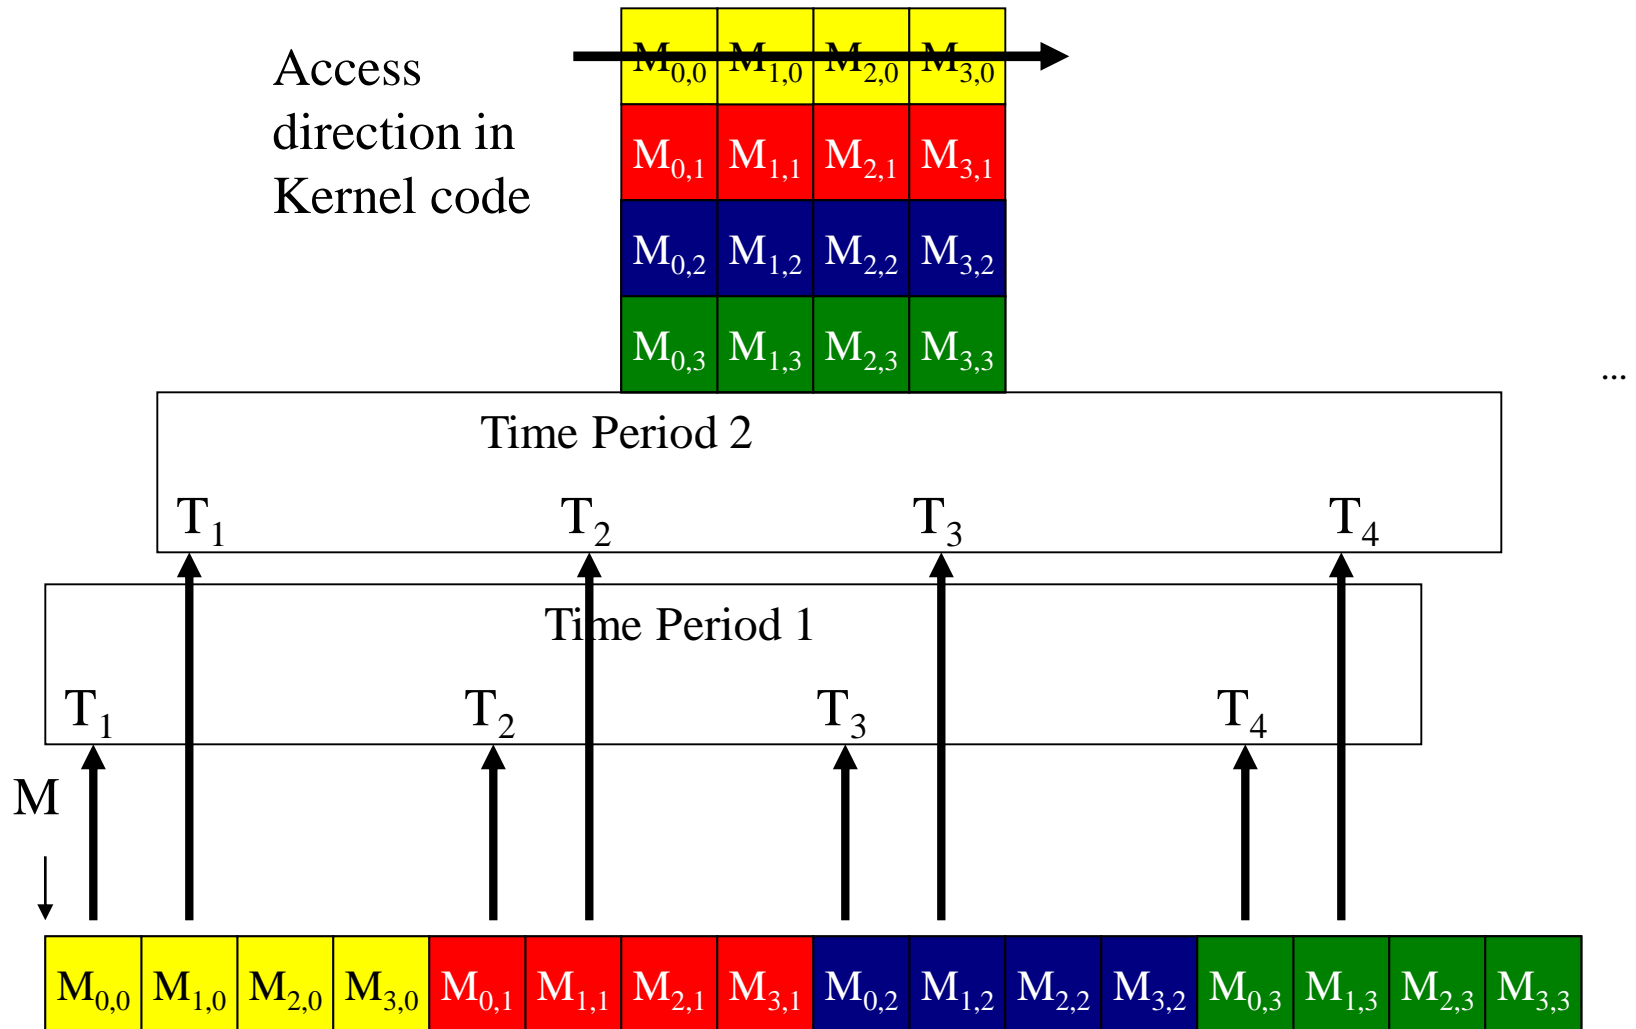 Access
direction in
Kernel code
M0,0 M1,0 M2,0 M3,0
M0,1 M1,1 M2,1 M3,1
M0,2 M1,2 M2,2 M3,2
M0,3 M1,3 M2,3 M3,3
...
Time Period 2
T1 T2 T3 T4
Time Period 1
T1 T2 T3 T4
M
M0,0 M1,0 M2,0 M3,0 M0,1 M1,1 M2,1 M3,1 M0,2 M1,2 M2,2 M3,2 M0,3 M1,3 M2,3 M3,3